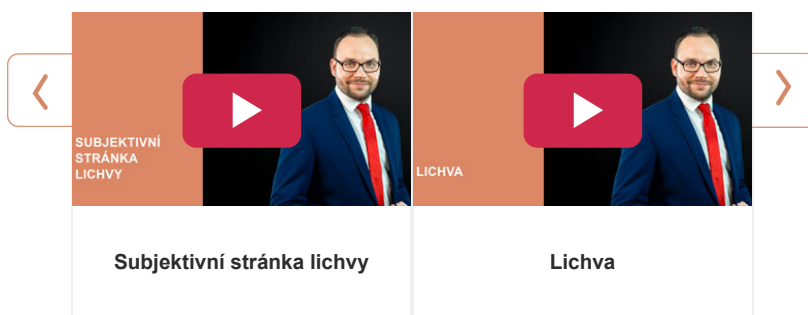 SUBJEKTIVNÍ
STRÁNKA
LICHVY
LICHVA
Subjektivní stránka lichvy
Lichva